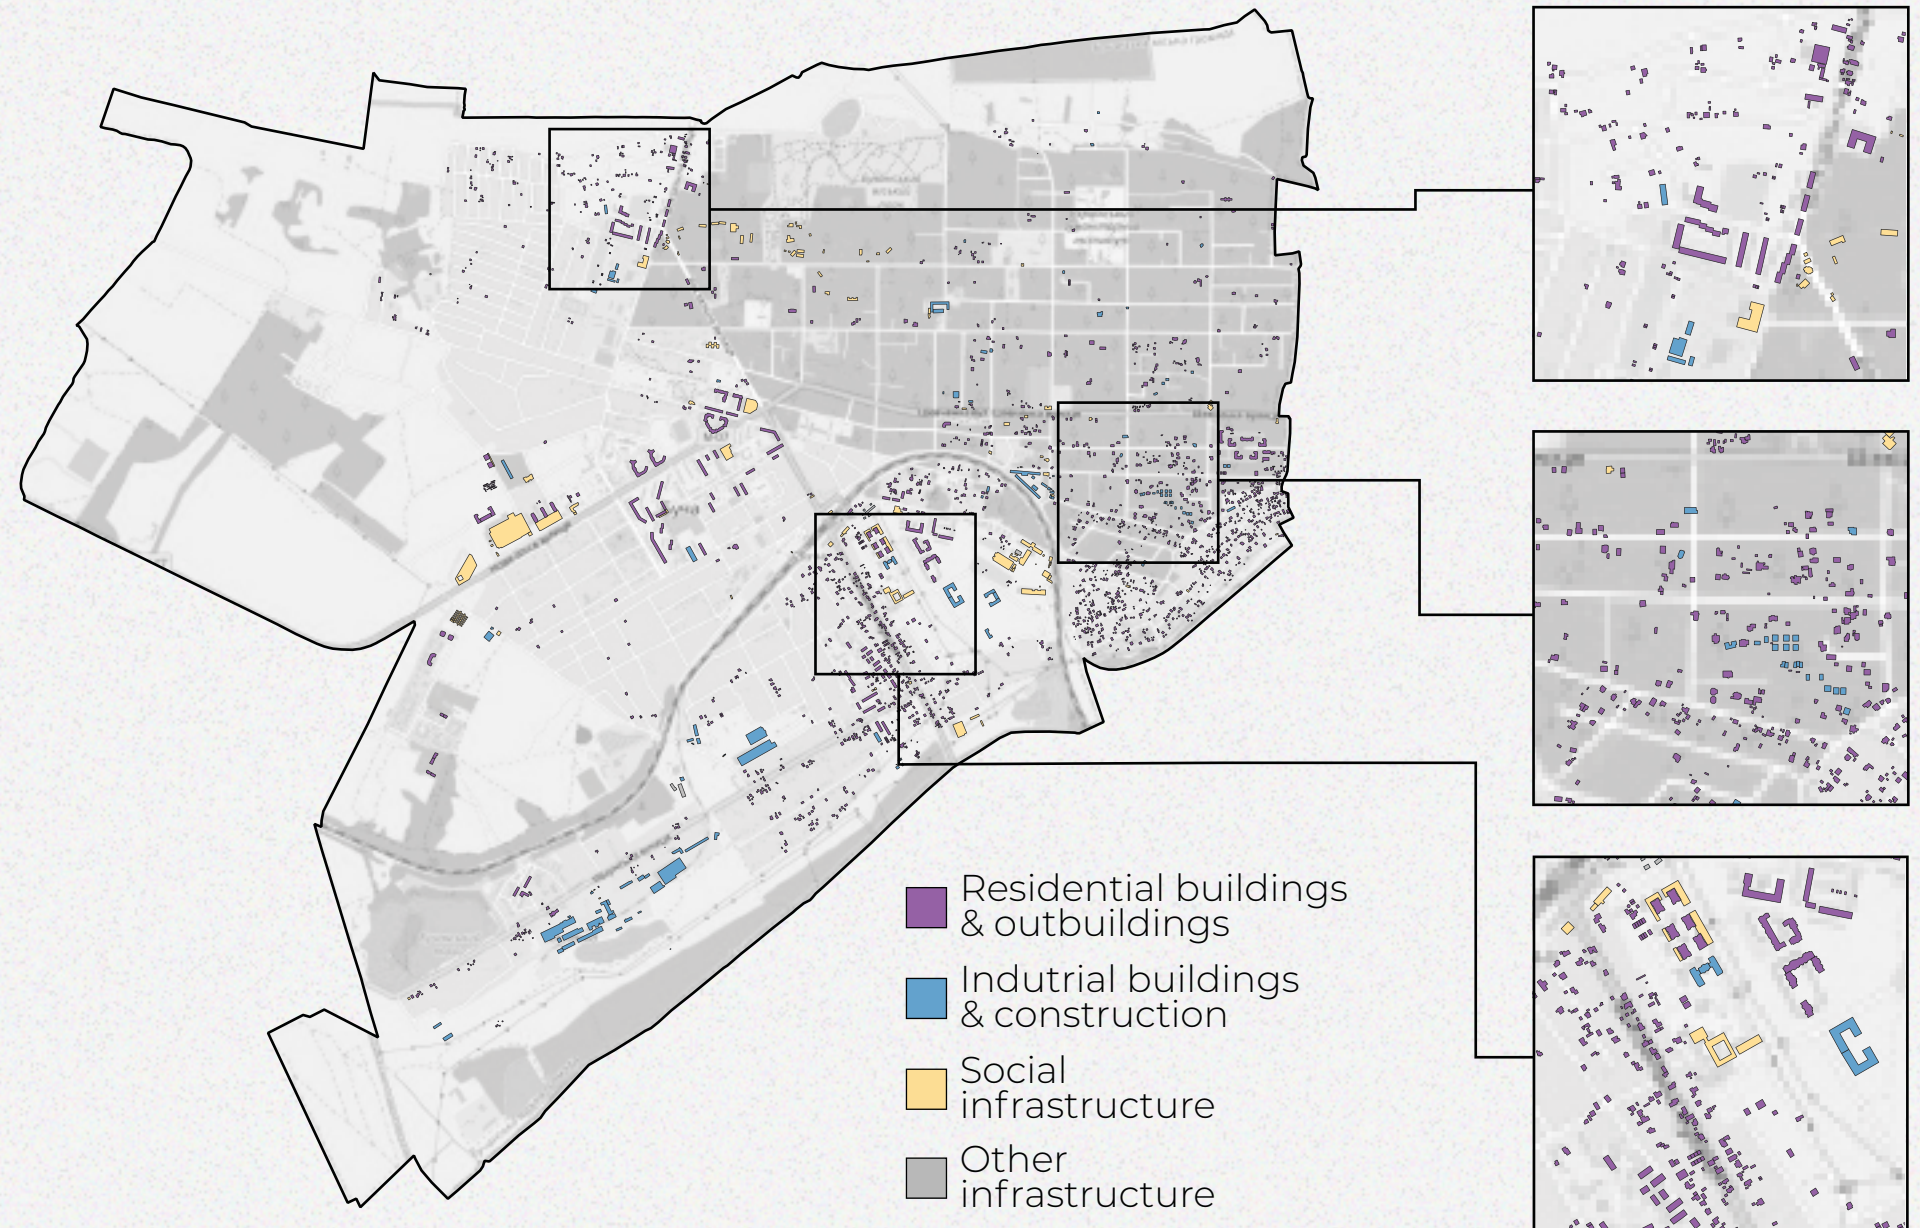 Residential buildings
& outbuildings
Indutrial buildings
& construction
Social
infrastructure
Other
infrastructure